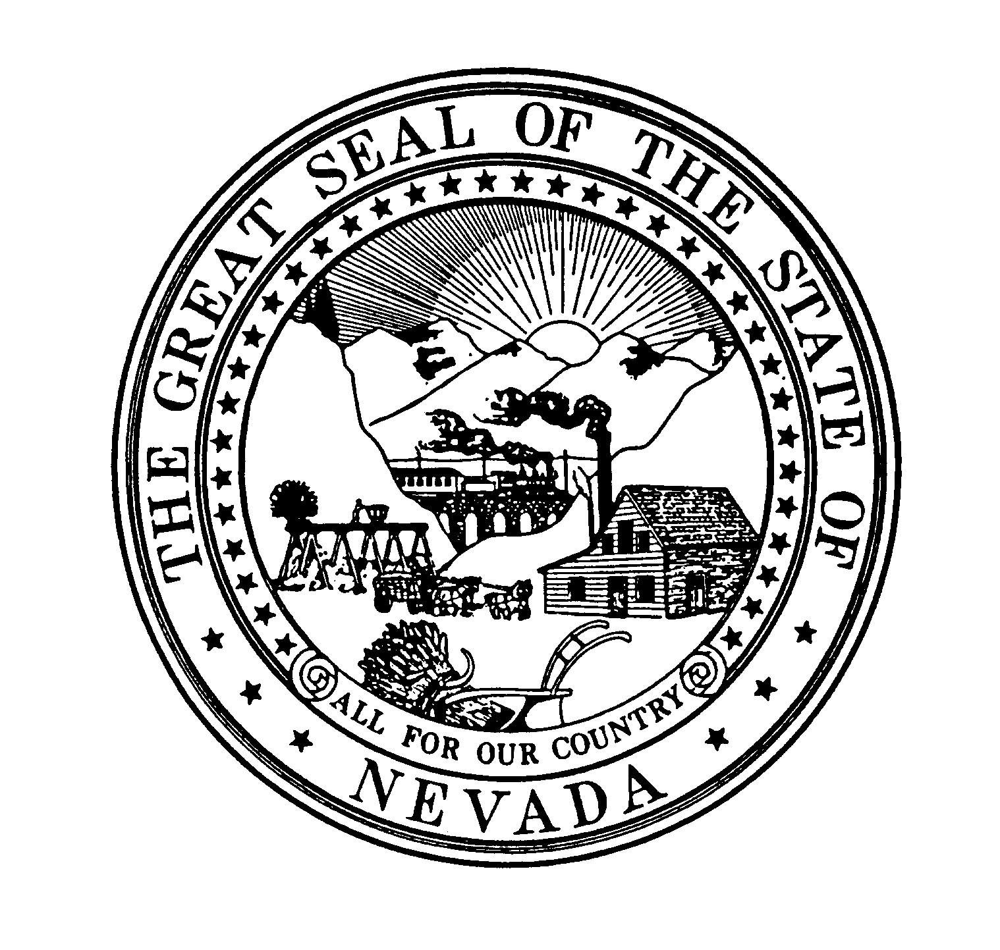 THE GREAT SEAL OF THE STATE OF
NEVADA
ALL FOR OUR COUNTRY